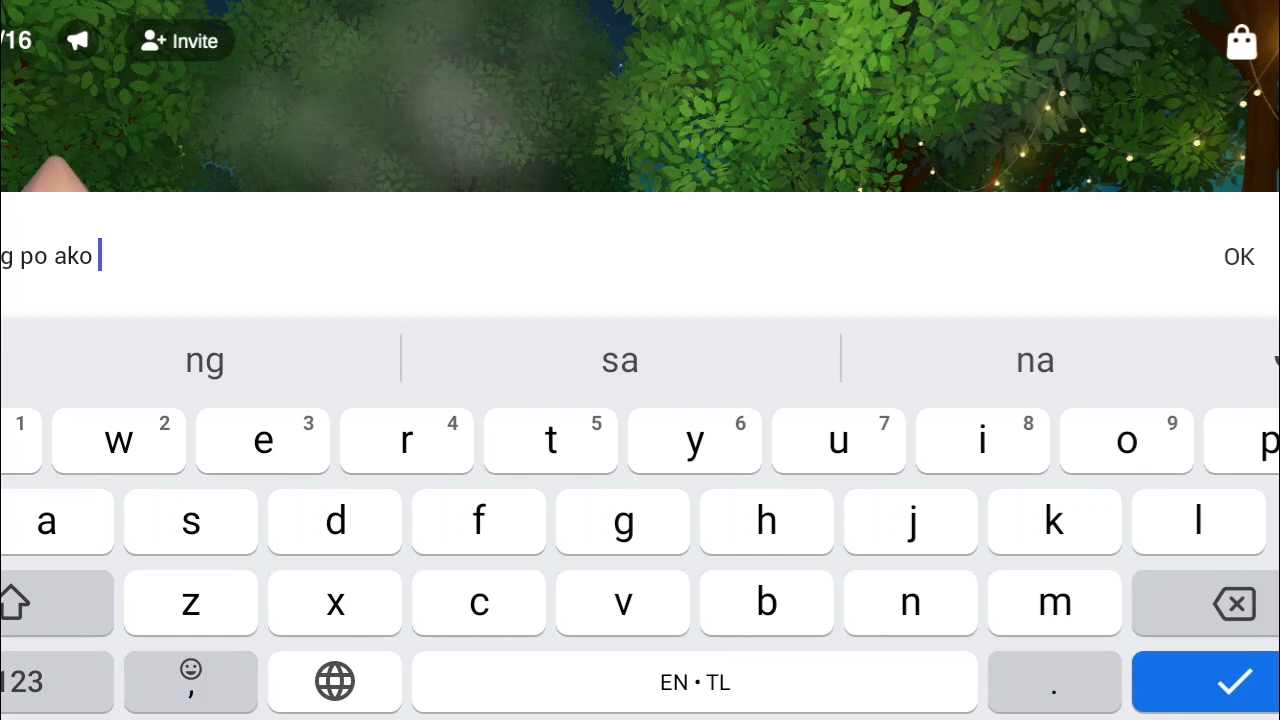 /16 Invite
g po ako OK
ng sa na
1 w 2 e 3 r 4 t 5 y 6 u 7 i 8 o 9 p
a s d f g h j k l
z x c v b n m
123 , EN • TL .